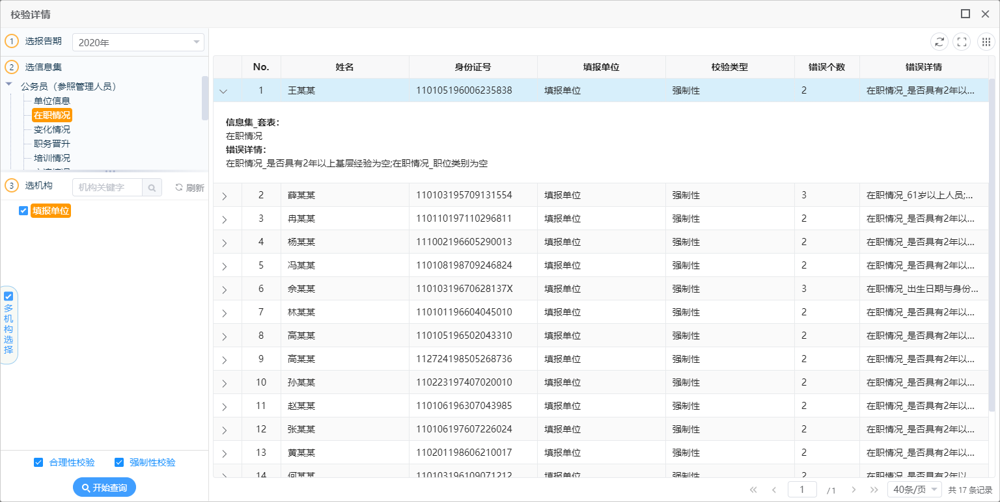 校验详情
1 选报告期 2020年
2 选信息集
公务员（参照管理人员）
单位信息
在职情况
变化情况
职务晋升
培训情况
3 选机构 机构关键字 刷新
填报单位
多机构选择
合理性校验 强制性校验
开始查询
No. 姓名 身份证号 填报单位 校验类型 错误个数 错误详情
1 王某某 110105196006235838 填报单位 强制性 2 在职情况_是否具有2年以...
信息集_套表：
在职情况
错误详情：
在职情况_是否具有2年以上基层经验为空;在职情况_职位类别为空
2 薛某某 110103195709131554 填报单位 强制性 3 在职情况_61岁以上人员;...
3 冉某某 110110197110296811 填报单位 强制性 2 在职情况_是否具有2年以...
4 杨某某 111002196605290013 填报单位 强制性 2 在职情况_是否具有2年以...
5 冯某某 110108198709246824 填报单位 强制性 2 在职情况_是否具有2年以...
6 佘某某 11010319670628137X 填报单位 强制性 3 在职情况_出生日期与身份...
7 林某某 110101196604045010 填报单位 强制性 2 在职情况_是否具有2年以...
8 高某某 110105196502043310 填报单位 强制性 2 在职情况_是否具有2年以...
9 高某某 112724198505268736 填报单位 强制性 2 在职情况_是否具有2年以...
10 孙某某 110223197407020010 填报单位 强制性 2 在职情况_是否具有2年以...
11 赵某某 110106196307043985 填报单位 强制性 2 在职情况_是否具有2年以...
12 张某某 110106197607226024 填报单位 强制性 2 在职情况_是否具有2年以...
13 黄某某 110201198606210017 填报单位 强制性 2 在职情况_是否具有2年以...
14 何某某 110103196109071212 填报单位 强制性 2 在职情况_是否具有2年以...
1 /1 40条/页 共 17 条记录